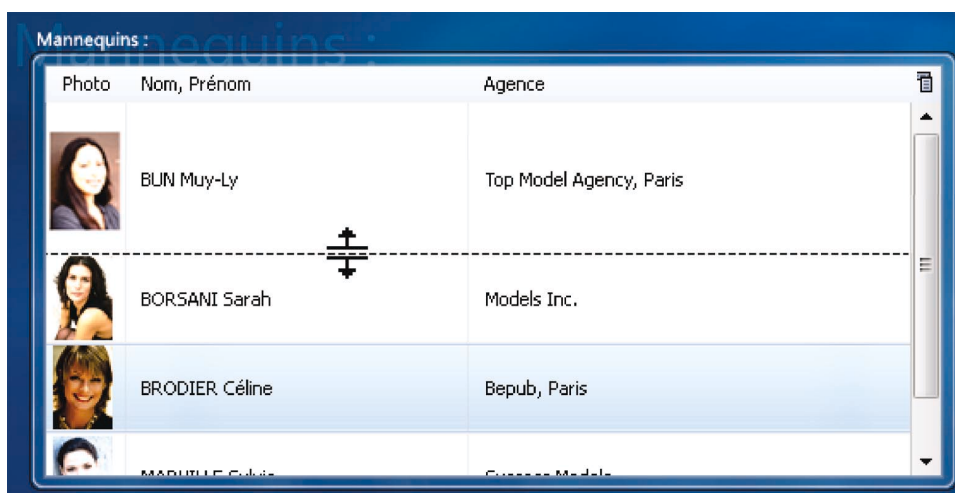 Mannequins :
Mannequins :
Photo Nom, Prénom Agence
BUN Muy-Ly Top Model Agency, Paris
BORSANI Sarah Models Inc.
BRODIER Céline Bepub, Paris